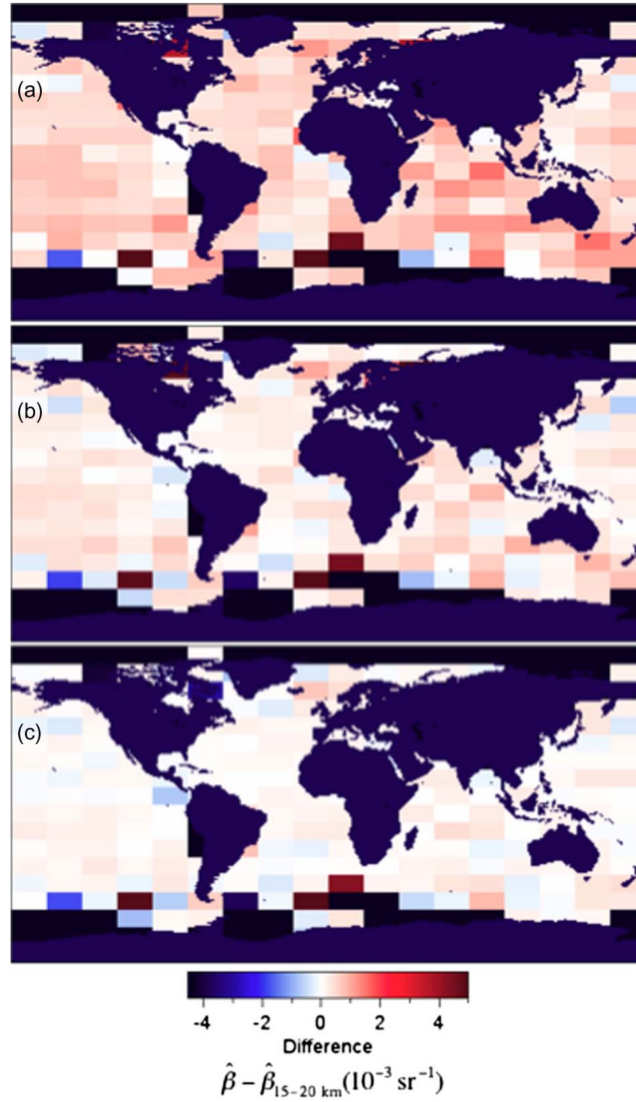 (a)
(b)
(c)
-4 -2 0 2 4
Difference
β̂ − β̂₁₅₋₂₀ km(10⁻³ sr⁻¹)